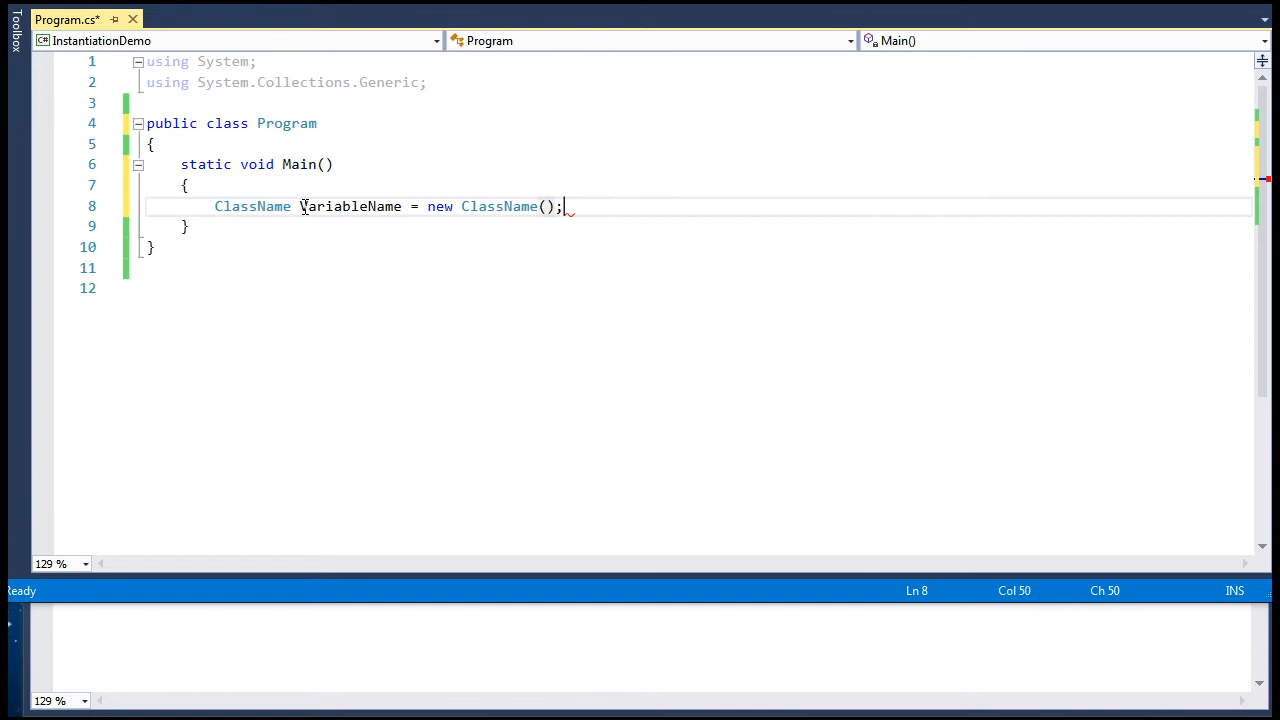 Toolbox
Program.cs*
InstantiationDemo
Program
Main()
1 using System;
2 using System.Collections.Generic;
3
4 public class Program
5 {
6 static void Main()
7 {
8 ClassName VariableName = new ClassName();
9 }
10 }
11
12
129 %
Ready
Ln 8
Col 50
Ch 50
INS
129 %